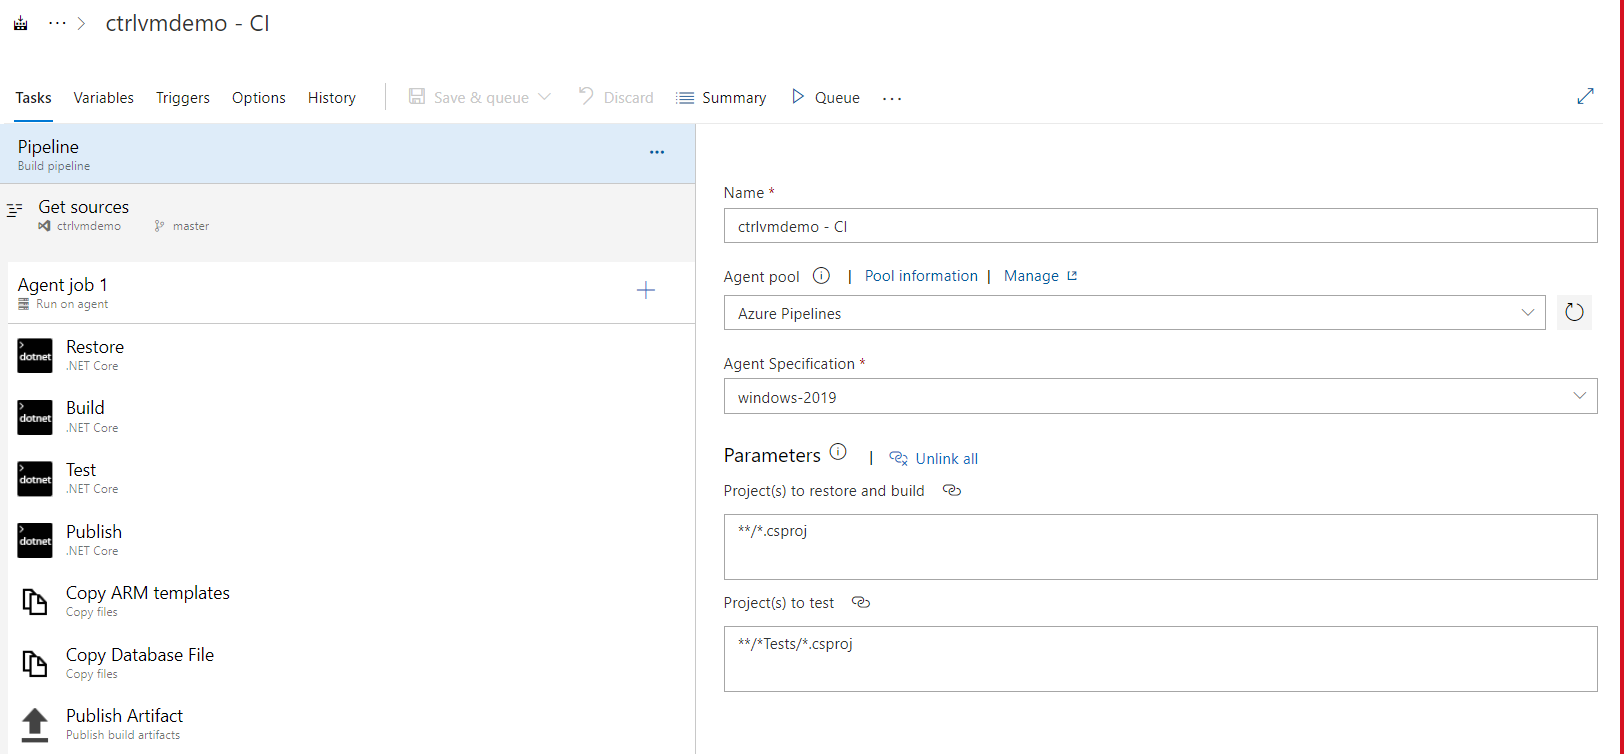 ··· > ctrlvmdemo - CI
Tasks Variables Triggers Options History Save & queue Discard Summary Queue ···
Pipeline ···
Build pipeline
Get sources
ctrlvmdemo master
Agent job 1
Run on agent
dotnet Restore
.NET Core
dotnet Build
.NET Core
dotnet Test
.NET Core
dotnet Publish
.NET Core
Copy ARM templates
Copy files
Copy Database File
Copy files
Publish Artifact
Publish build artifacts
Name *
ctrlvmdemo - CI
Agent pool | Pool information | Manage
Azure Pipelines
Agent Specification *
windows-2019
Parameters | Unlink all
Project(s) to restore and build
**/*.csproj
Project(s) to test
**/*Tests/*.csproj